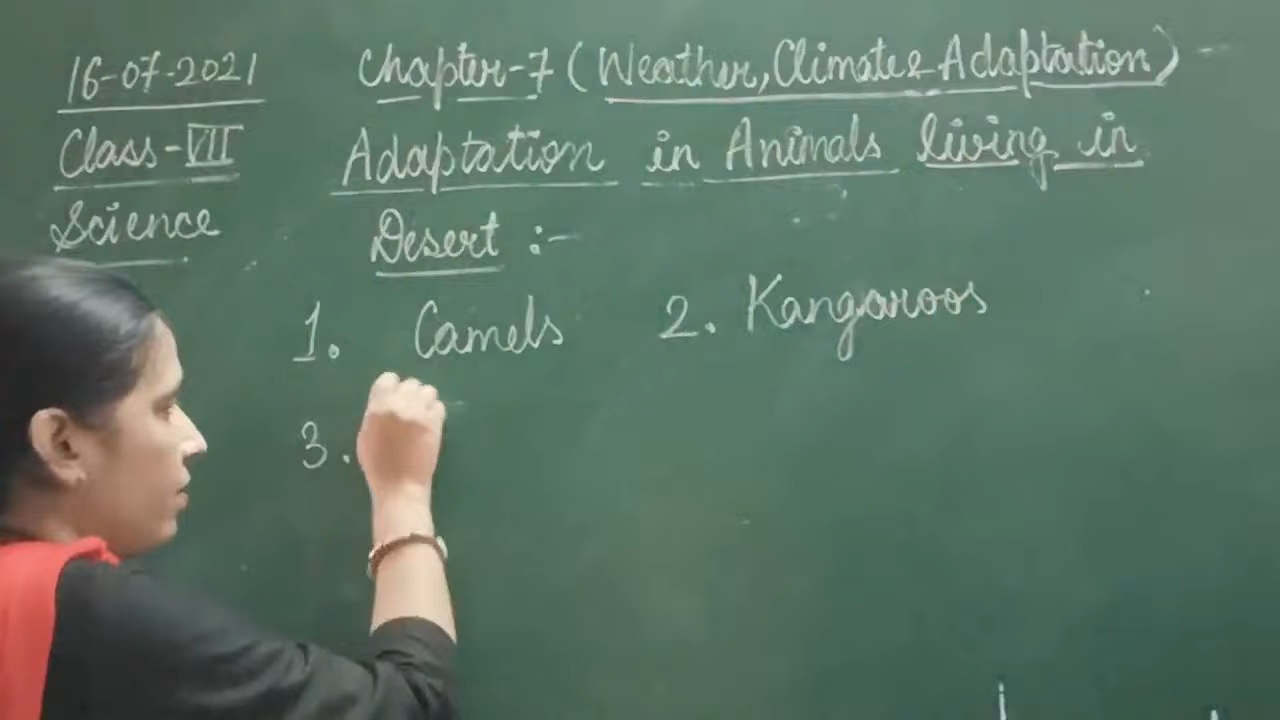 16-07-2021
Class-VII
Science
Chapter-7 (Weather, Climate & Adaptation)
Adaptation in Animals living in
Desert :-
1. Camels 2. Kangaroos
3.